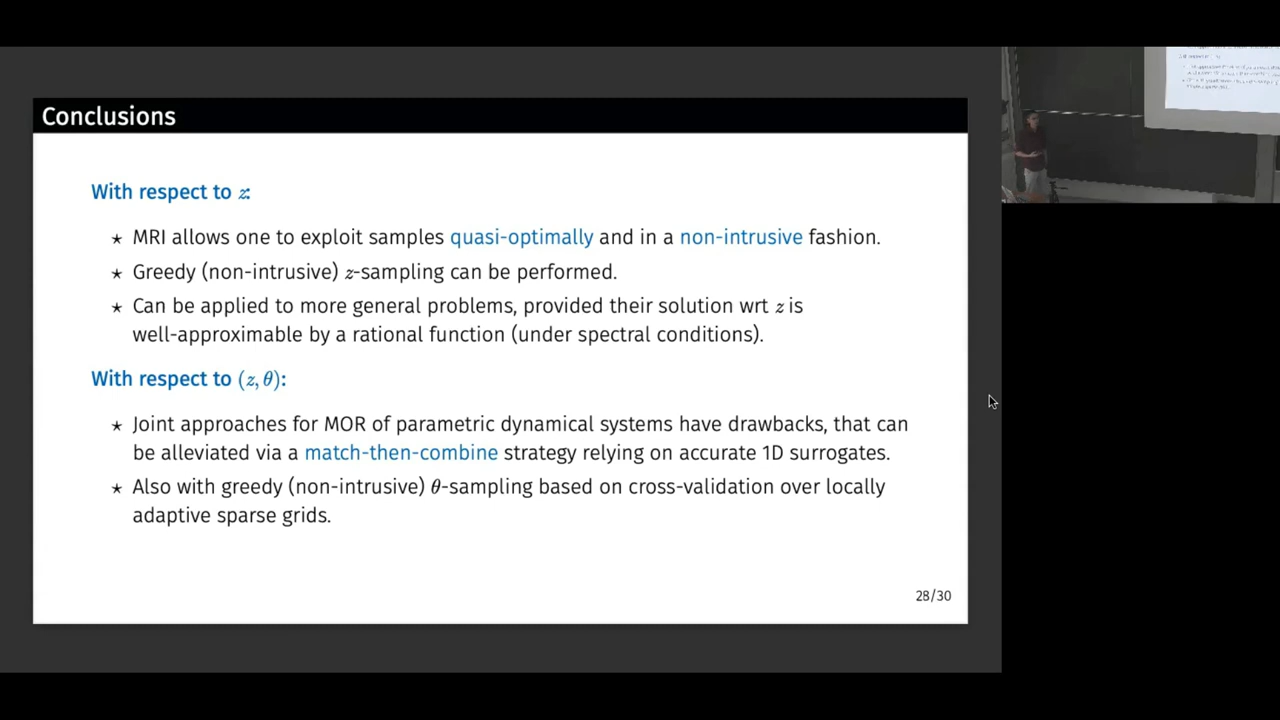 Conclusions
With respect to z:
★ MRI allows one to exploit samples quasi-optimally and in a non-intrusive fashion.
★ Greedy (non-intrusive) z-sampling can be performed.
★ Can be applied to more general problems, provided their solution wrt z is
well-approximable by a rational function (under spectral conditions).
With respect to (z, θ):
★ Joint approaches for MOR of parametric dynamical systems have drawbacks, that can
be alleviated via a match-then-combine strategy relying on accurate 1D surrogates.
★ Also with greedy (non-intrusive) θ-sampling based on cross-validation over locally
adaptive sparse grids.
28/30